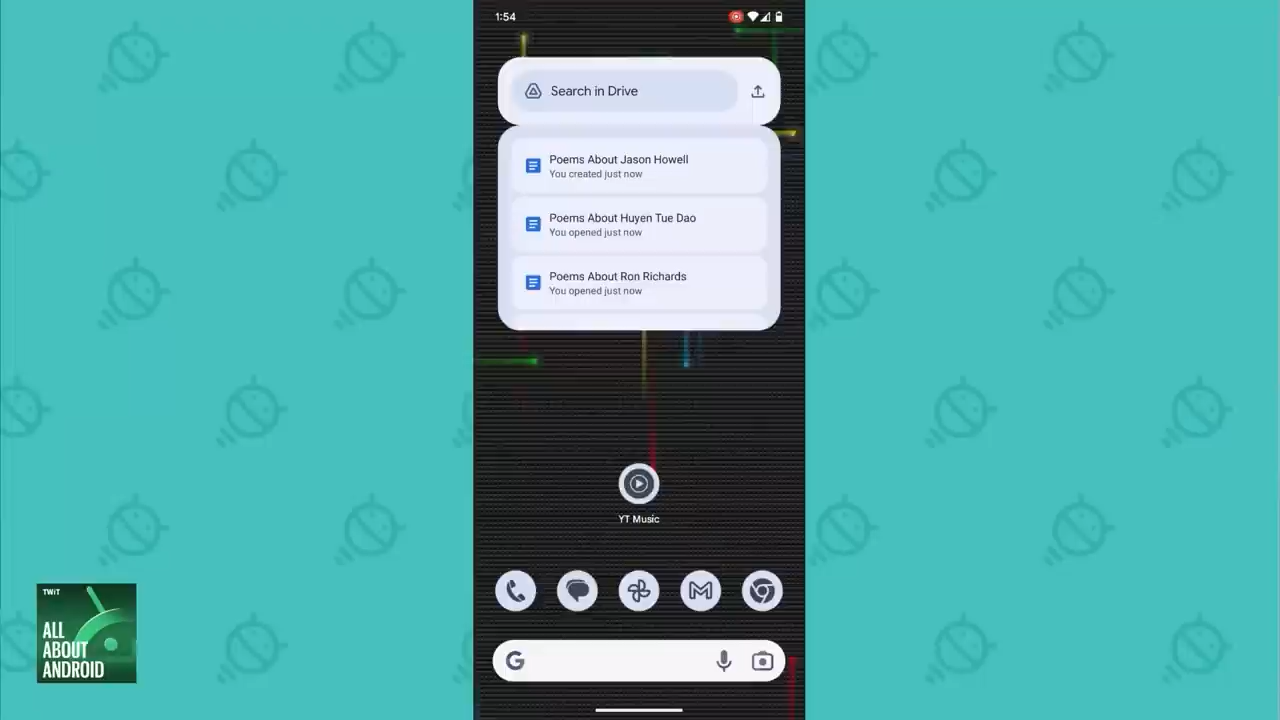 1:54
Search in Drive
Poems About Jason Howell
You created just now
Poems About Huyen Tue Dao
You opened just now
Poems About Ron Richards
You opened just now
YT Music
G
TWiT
ALL
ABOUT
ANDROID